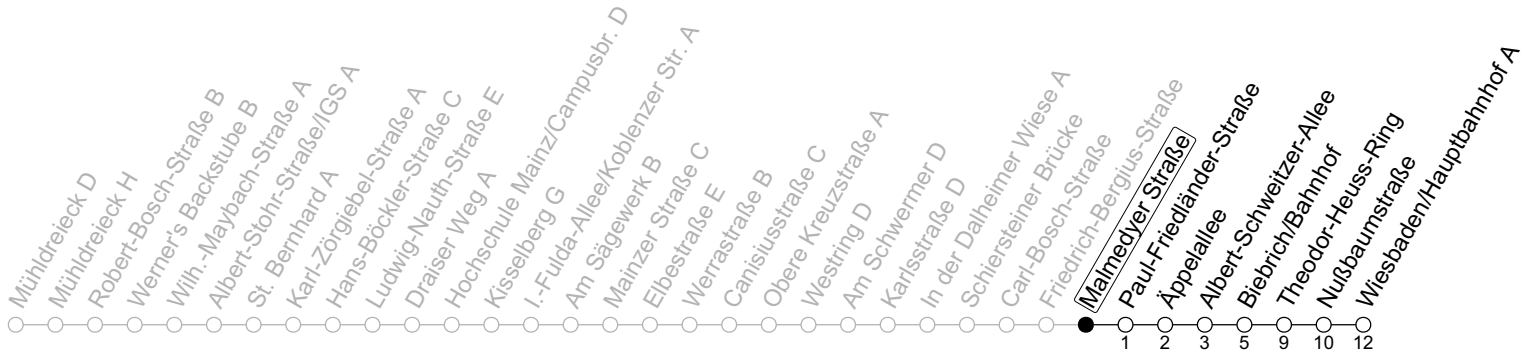 Mühldreieck D
Mühldreieck H
Robert-Bosch-Straße B
Werner's Backstube B
Wilh.-Maybach-Straße A
Albert-Stohr-Straße/IGS A
St. Bernhard A
Karl-Zörgiebel-Straße A
Hans-Böckler-Straße C
Ludwig-Nauth-Straße E
Draiser Weg A
Hochschule Mainz/Campusbr. D
Kisselberg G
I.-Fulda-Allee/Koblenzer Str. A
Am Sägewerk B
Mainzer Straße C
Elbestraße E
Werrastraße B
Canisiusstraße C
Obere Kreuzstraße A
Westring D
Am Schwermer D
Karlsstraße D
In der Dalheimer Wiese A
Schiersteiner Brücke
Carl-Bosch-Straße
Friedrich-Bergius-Straße
Malmedyer Straße
Paul-Friedländer-Straße
Äppelallee
Albert-Schweitzer-Allee
Biebrich/Bahnhof
Theodor-Heuss-Ring
Nußbaumstraße
Wiesbaden/Hauptbahnhof A
1 2 3 5 9 10 12